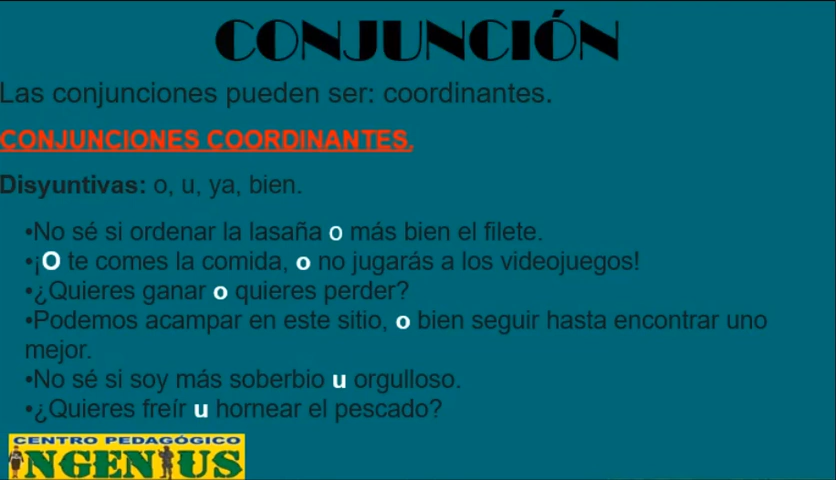 CONJUNCIÓN
Las conjunciones pueden ser: coordinantes.
CONJUNCIONES COORDINANTES.
Disyuntivas: o, u, ya, bien.
•No sé si ordenar la lasaña o más bien el filete.
•¡O te comes la comida, o no jugarás a los videojuegos!
•¿Quieres ganar o quieres perder?
•Podemos acampar en este sitio, o bien seguir hasta encontrar uno
mejor.
•No sé si soy más soberbio u orgulloso.
•¿Quieres freír u hornear el pescado?
CENTRO PEDAGÓGICO
INGENIUS